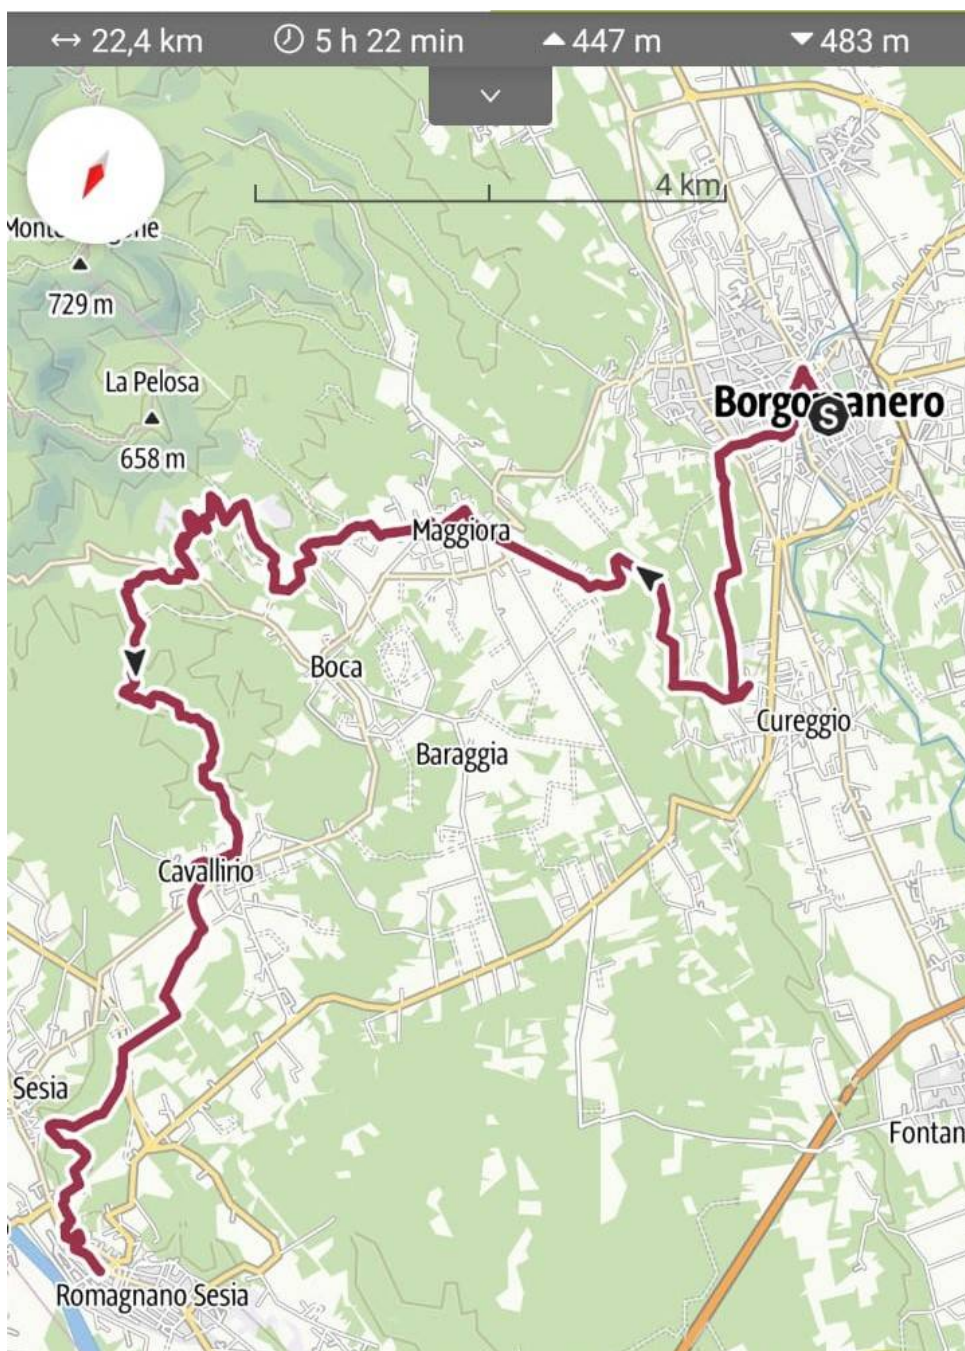 22,4 km
5 h 22 min
447 m
483 m
4 km
729 m
La Pelosa
658 m
Borgomanero
S
Maggiora
Boca
Cureggio
Baraggia
Cavallirio
Sesia
Fontan
Romagnano Sesia